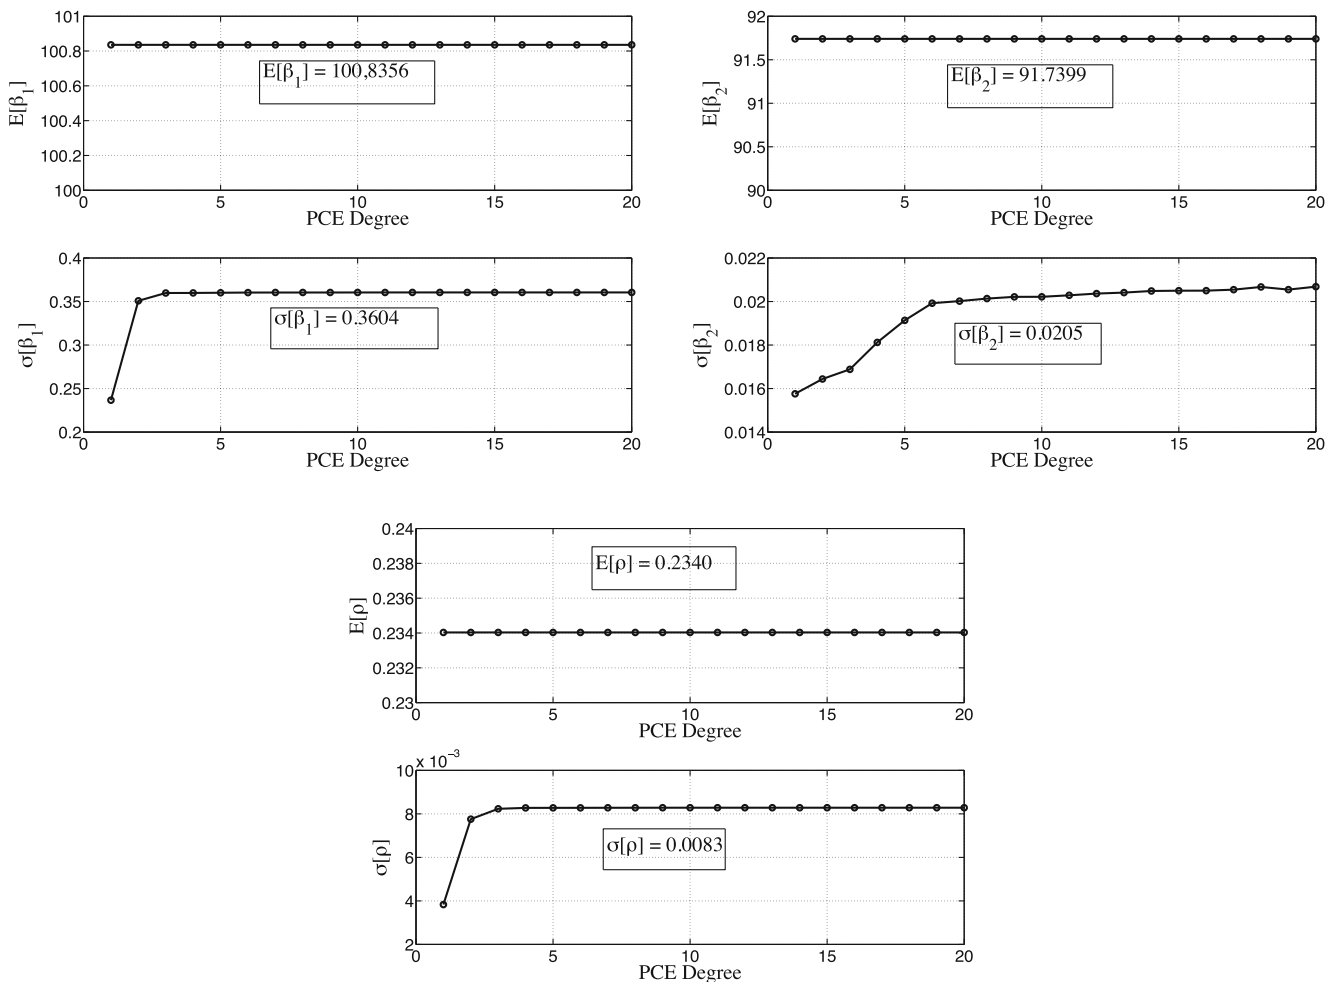 101
100.8
100.6
100.4
100.2
100
E[β1]
E[β1] = 100,8356
0 5 10 15 20
PCE Degree
92
91.5
91
90.5
90
E[β2]
E[β2] = 91.7399
0 5 10 15 20
PCE Degree
0.4
0.35
0.3
0.25
0.2
σ[β1]
σ[β1] = 0.3604
0 5 10 15 20
PCE Degree
0.022
0.02
0.018
0.016
0.014
σ[β2]
σ[β2] = 0.0205
0 5 10 15 20
PCE Degree
0.24
0.238
0.236
0.234
0.232
0.23
E[ρ]
E[ρ] = 0.2340
0 5 10 15 20
PCE Degree
x 10−3
10
8
6
4
2
σ[ρ]
σ[ρ] = 0.0083
0 5 10 15 20
PCE Degree